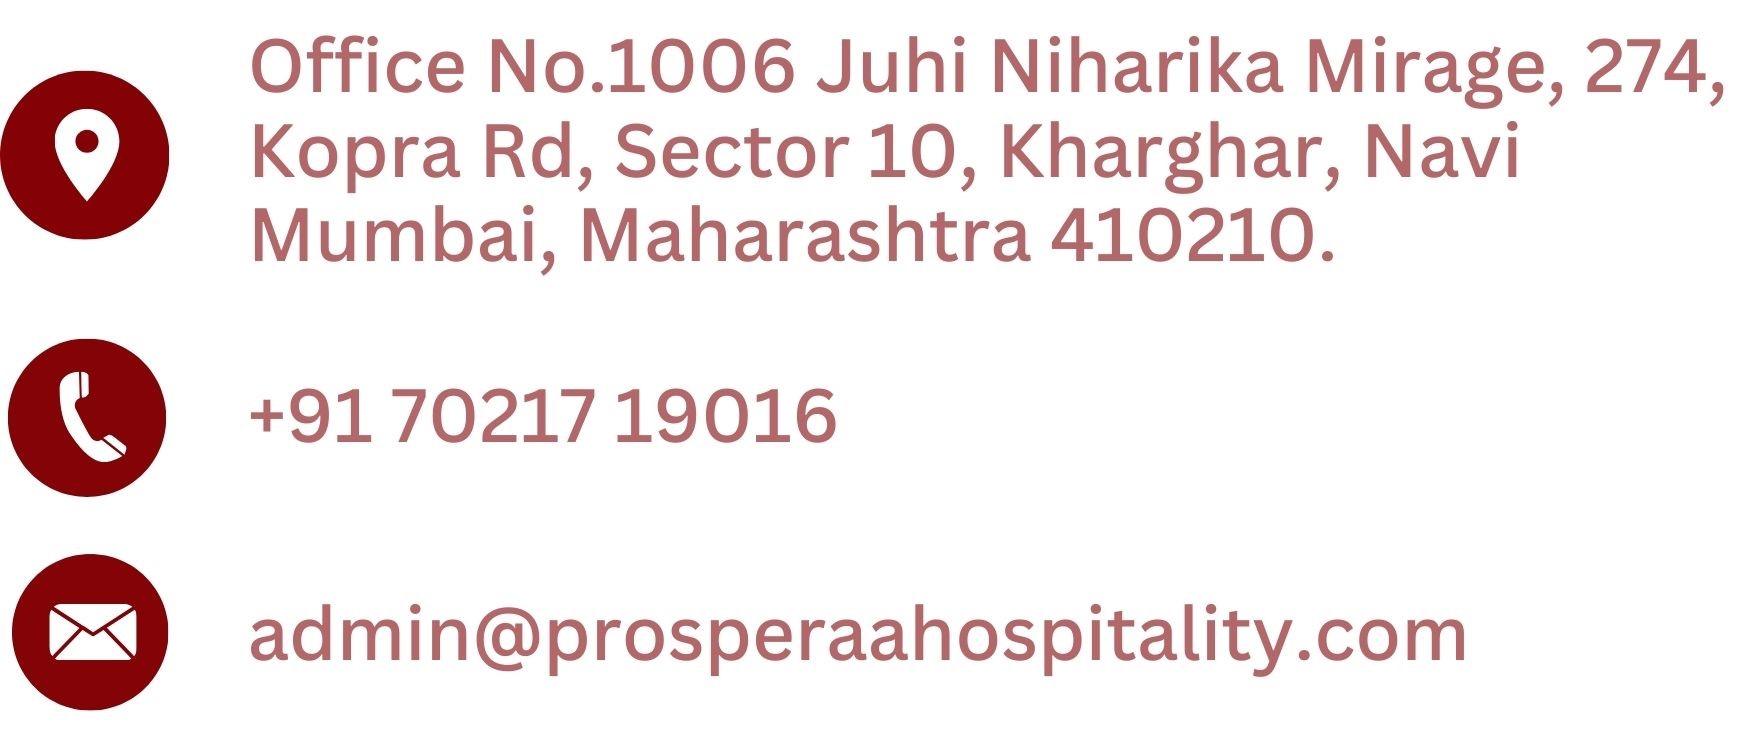 Office No.1006 Juhi Niharika Mirage, 274,
Kopra Rd, Sector 10, Kharghar, Navi
Mumbai, Maharashtra 410210.
+91 70217 19016
admin@prosperaahospitality.com